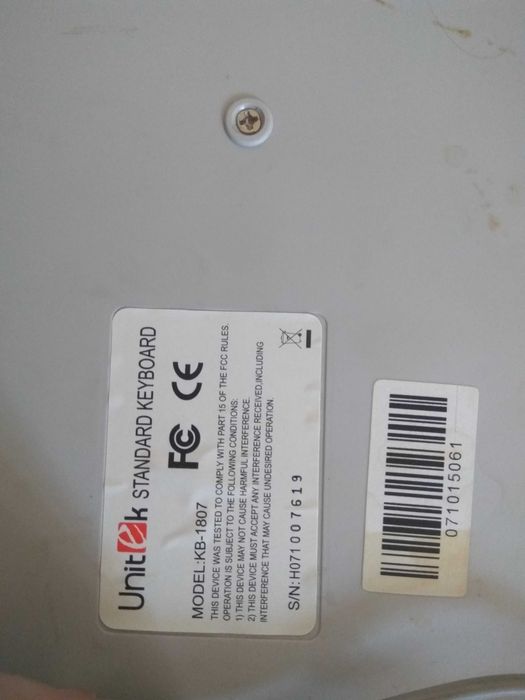 Unitek STANDARD KEYBOARD
FC CE
MODEL:KB-1807
THIS DEVICE WAS TESTED TO COMPLY WITH PART 15 OF THE FCC RULES.
OPERATION IS SUBJECT TO THE FOLLOWING CONDITIONS:
1) THIS DEVICE MAY NOT CAUSE HARMFUL INTERFERENCE.
2) THIS DEVICE MUST ACCEPT ANY INTERFERENCE RECEIVED,INCLUDING
INTERFERENCE THAT MAY CAUSE UNDESIRED OPERATION.
S/N:H071007619
071015061